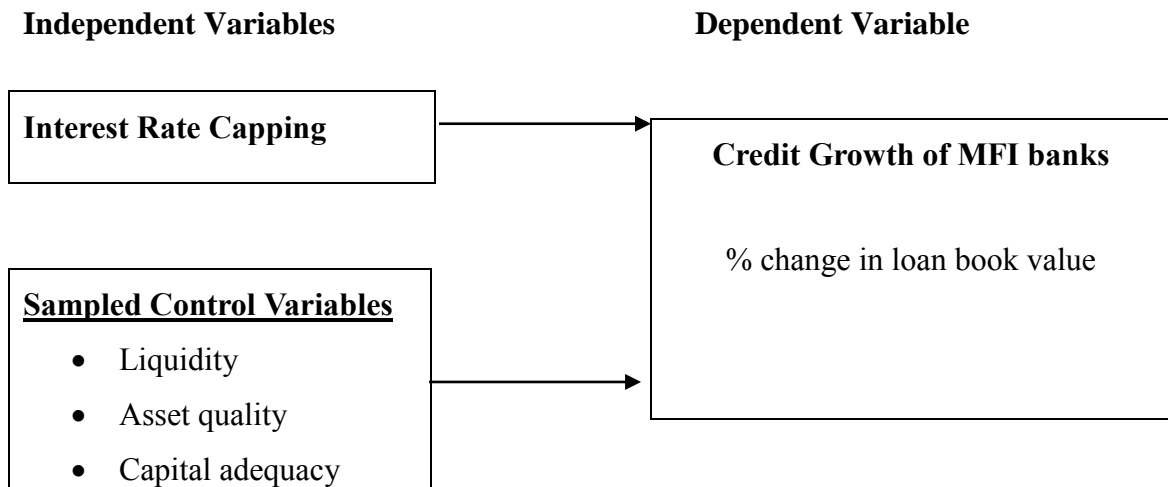 Independent Variables
Dependent Variable
Interest Rate Capping
Credit Growth of MFI banks
% change in loan book value
Sampled Control Variables
• Liquidity
• Asset quality
• Capital adequacy